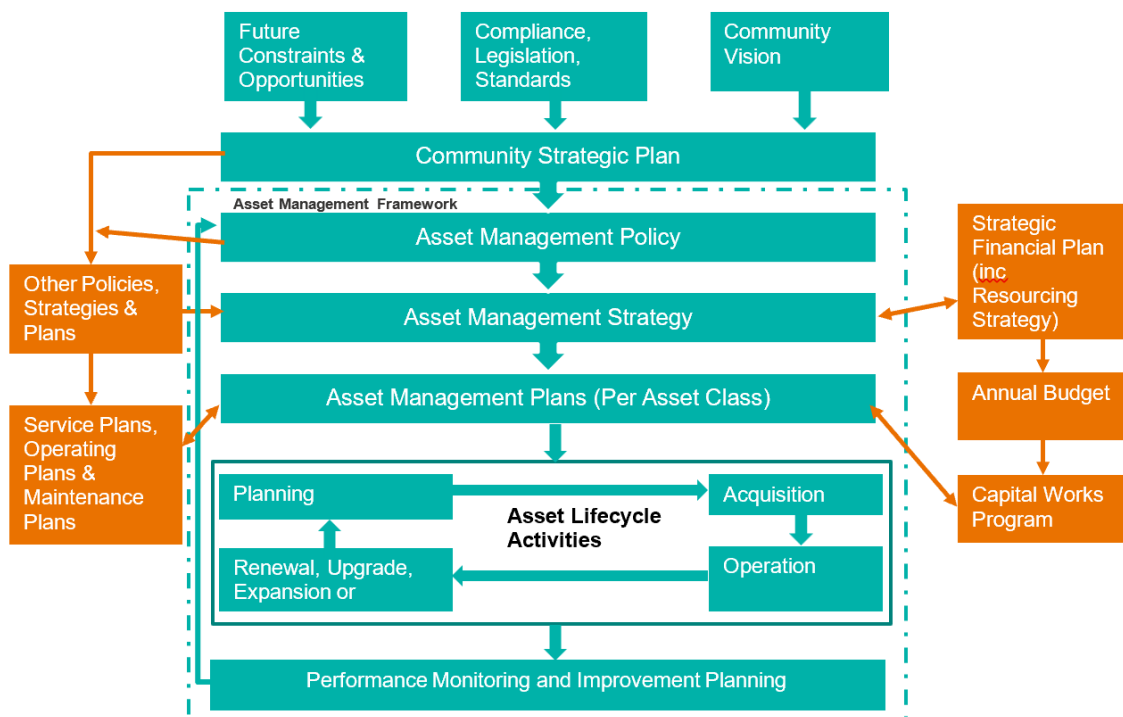 Future
Constraints &
Opportunities
Compliance,
Legislation,
Standards
Community
Vision
Community Strategic Plan
Asset Management Framework
Asset Management Policy
Other Policies,
Strategies &
Plans
Asset Management Strategy
Strategic
Financial Plan
(inc
Resourcing
Strategy)
Asset Management Plans (Per Asset Class)
Annual Budget
Service Plans,
Operating
Plans &
Maintenance
Plans
Planning
Acquisition
Asset Lifecycle
Activities
Capital Works
Program
Renewal, Upgrade,
Expansion or
Operation
Performance Monitoring and Improvement Planning